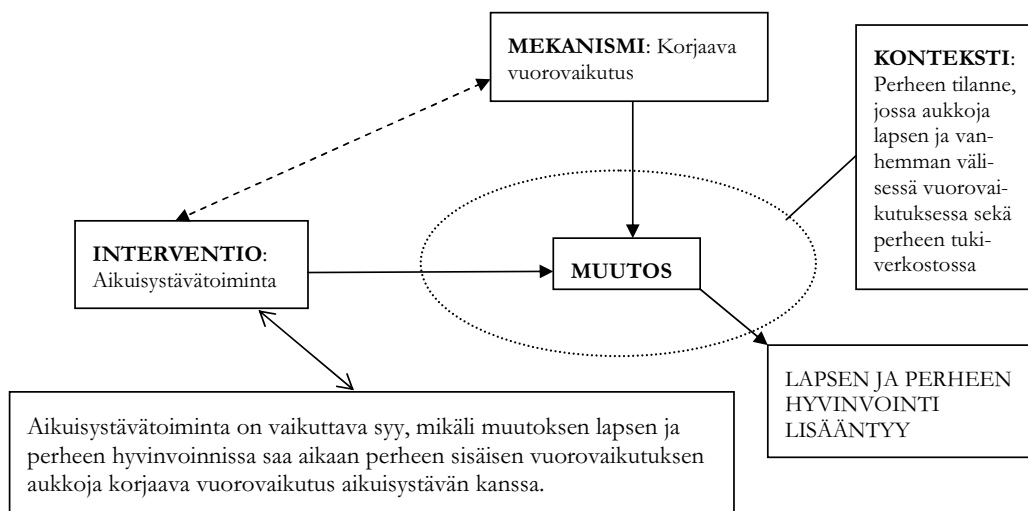 MEKANISMI: Korjaava
vuorovaikutus
KONTEKSTI:
Perheen tilanne,
jossa aukkoja
lapsen ja van-
hemman väli-
sessä vuorovai-
kutuksessa sekä
perheen tuki-
verkostossa
INTERVENTIO:
Aikuisystävätoiminta
MUUTOS
LAPSEN JA PERHEEN
HYVINVOINTI
LISÄÄNTYY
Aikuisystävätoiminta on vaikuttava syy, mikäli muutoksen lapsen ja
perheen hyvinvoinnissa saa aikaan perheen sisäisen vuorovaikutuksen
aukkoja korjaava vuorovaikutus aikuisystävän kanssa.